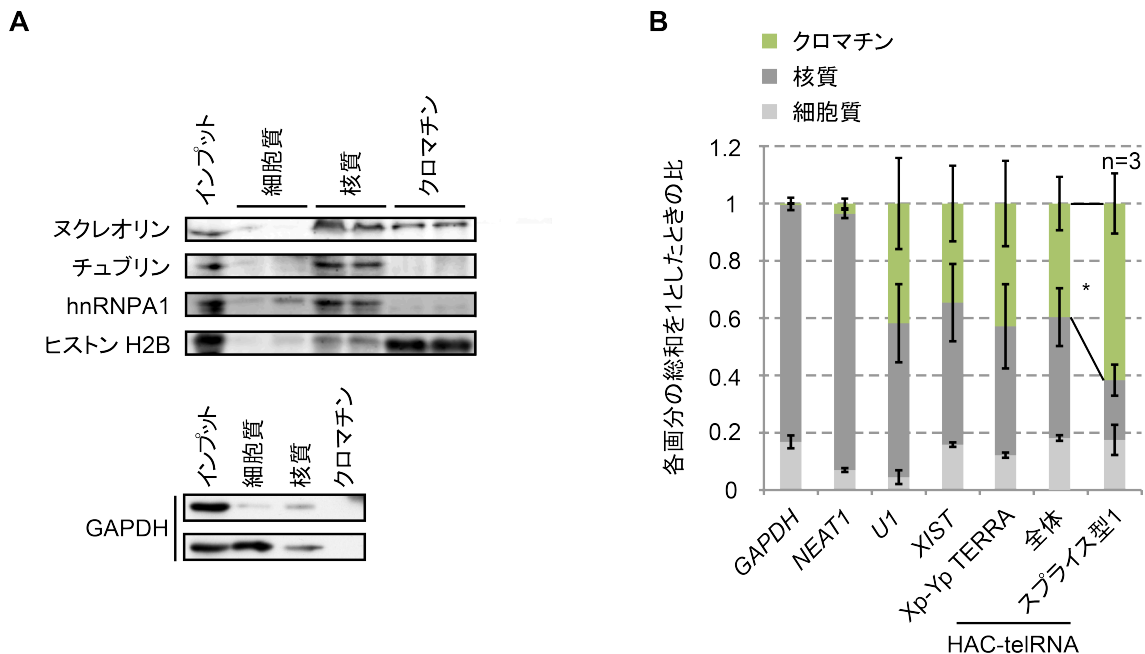 A
インプット
細胞質
核質
クロマチン
ヌクレオリン
チュブリン
hnRNPA1
ヒストン H2B
インプット
細胞質
核質
クロマチン
GAPDH
B
クロマチン
核質
細胞質
各画分の総和を1としたときの比
1.2
1
0.8
0.6
0.4
0.2
0
n=3
*
GAPDH
NEAT1
U1
XIST
Xp-Yp TERRA
全体
スプライス型1
HAC-telRNA